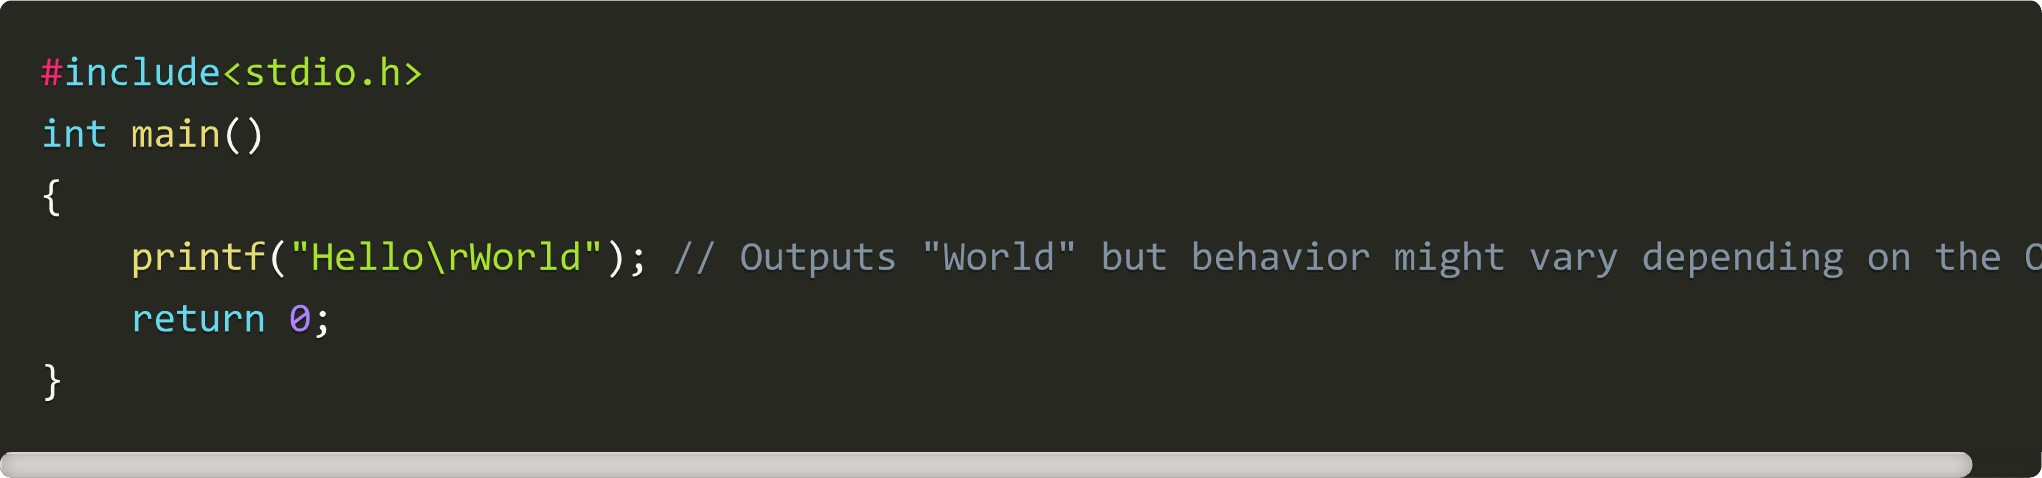 #include<stdio.h>
int main()
{
    printf("Hello\rWorld"); // Outputs "World" but behavior might vary depending on the
    return 0;
}